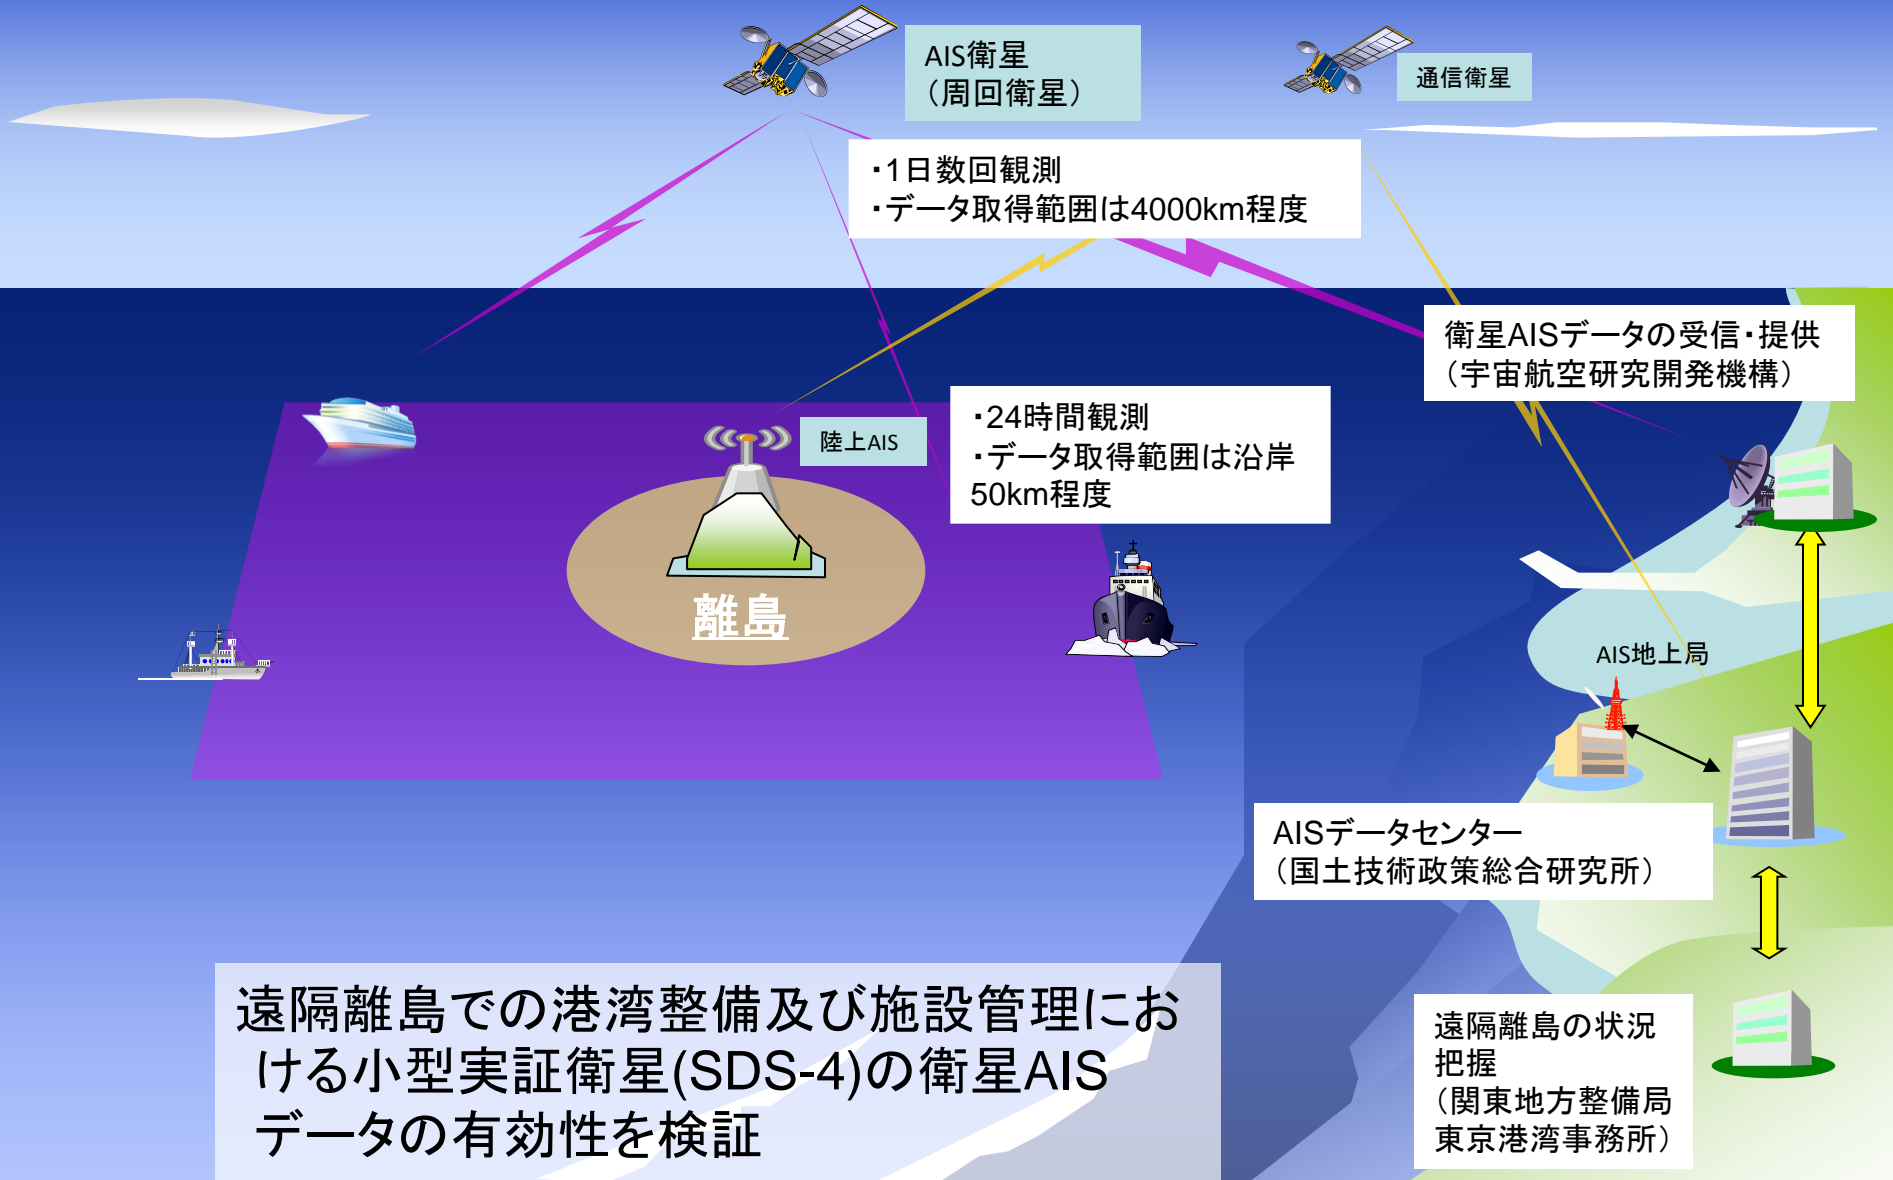 AIS衛星
（周回衛星）
通信衛星
・1日数回観測
・データ取得範囲は4000km程度
衛星AISデータの受信・提供
（宇宙航空研究開発機構）
陸上AIS
・24時間観測
・データ取得範囲は沿岸
50km程度
離島
AIS地上局
AISデータセンター
（国土技術政策総合研究所）
遠隔離島での港湾整備及び施設管理にお
ける小型実証衛星(SDS-4)の衛星AIS
データの有効性を検証
遠隔離島の状況
把握
（関東地方整備局
東京港湾事務所）